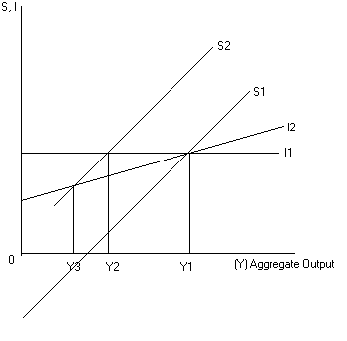 S, I
S2
S1
I2
I1
0
Y3 Y2 Y1 (Y) Aggregate Output